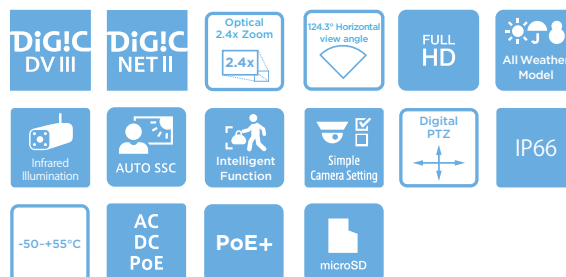 DiG!C
DV III
DiG!C
NET II
Optical
2.4x Zoom
2.4x
124.3° Horizontal
view angle
FULL
HD
All Weather
Model
Infrared
Illumination
AUTO SSC
Intelligent
Function
Simple
Camera Setting
Digital
PTZ
IP66
-50-+55°C
AC
DC
PoE
PoE+
microSD